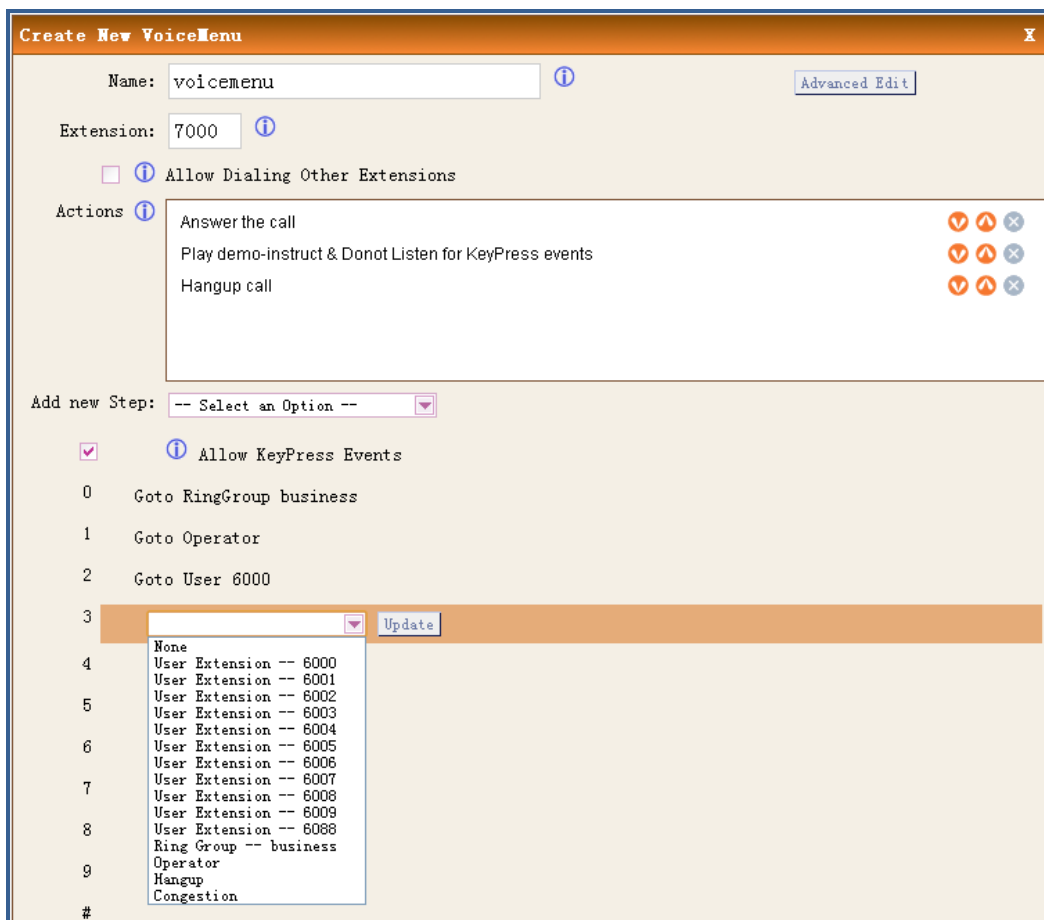 Create New VoiceMenu X
Name: voicemenu Advanced Edit
Extension: 7000
Allow Dialing Other Extensions
Actions
Answer the call
Play demo-instruct & Donot Listen for KeyPress events
Hangup call
Add new Step: -- Select an Option --
Allow KeyPress Events
0 Goto RingGroup business
1 Goto Operator
2 Goto User 6000
3 Update
None
4 User Extension -- 6000
User Extension -- 6001
User Extension -- 6002
5 User Extension -- 6003
User Extension -- 6004
6 User Extension -- 6005
User Extension -- 6006
7 User Extension -- 6007
User Extension -- 6008
User Extension -- 6009
8 User Extension -- 6088
Ring Group -- business
9 Operator
Hangup
Congestion
#